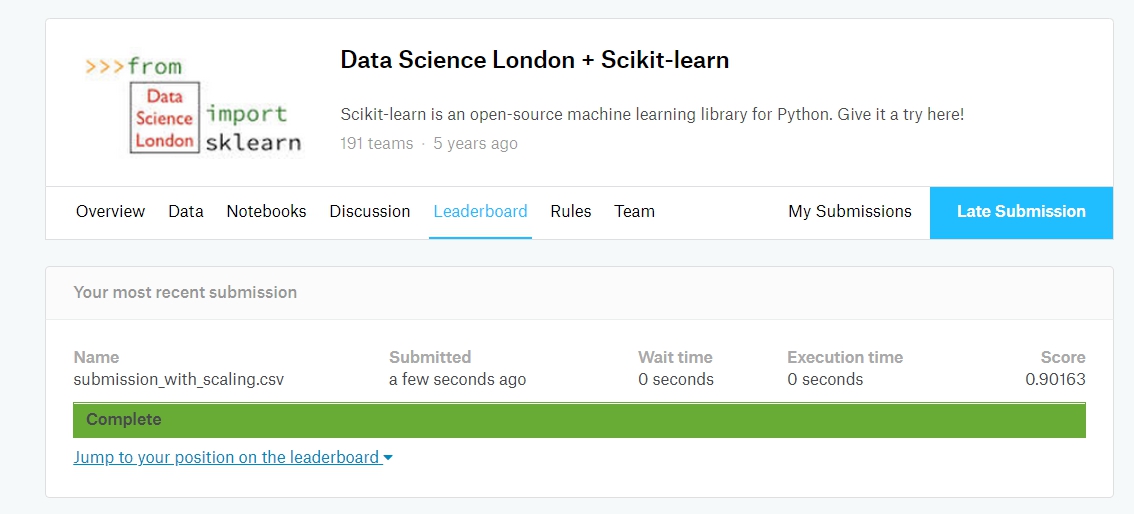 >>>from
Data
Science
London
import
sklearn
Data Science London + Scikit-learn
Scikit-learn is an open-source machine learning library for Python. Give it a try here!
191 teams · 5 years ago
Overview Data Notebooks Discussion Leaderboard Rules Team My Submissions Late Submission
Your most recent submission
Name Submitted Wait time Execution time Score
submission_with_scaling.csv a few seconds ago 0 seconds 0 seconds 0.90163
Complete
Jump to your position on the leaderboard